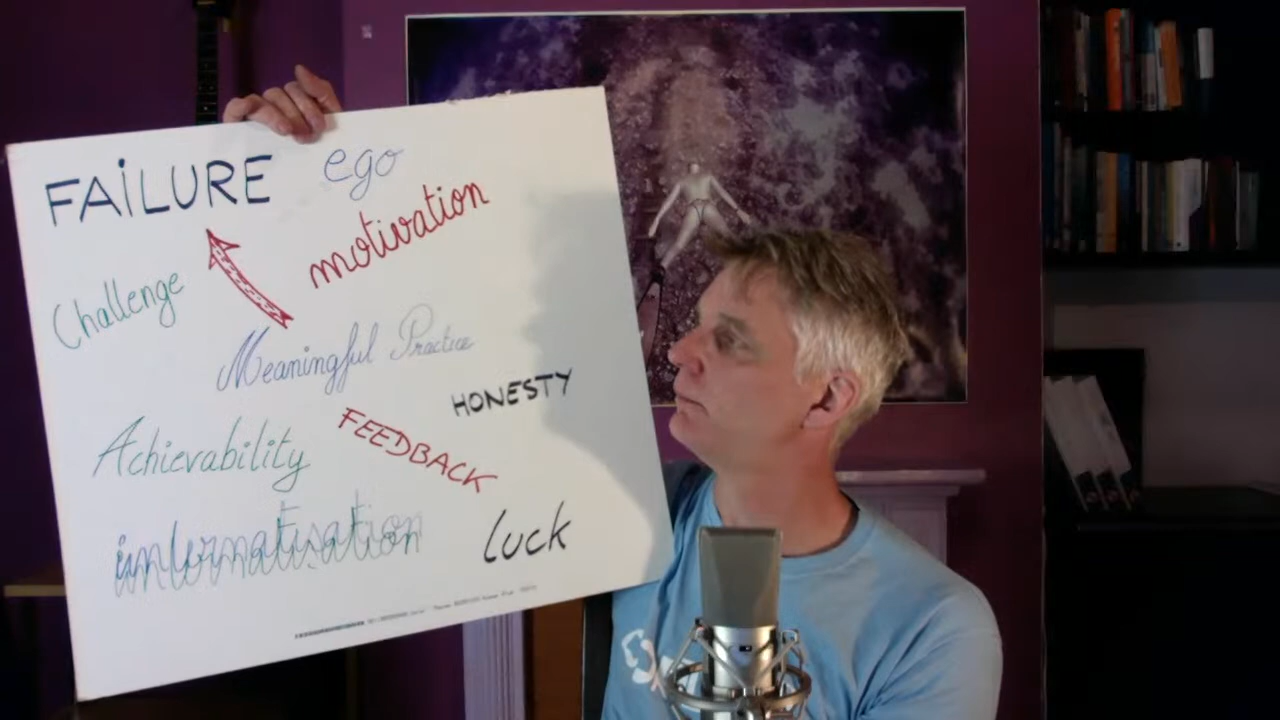 FAILURE
ego
motivation
Challenge
Meaningful Practice
HONESTY
Achievability
FEEDBACK
luck